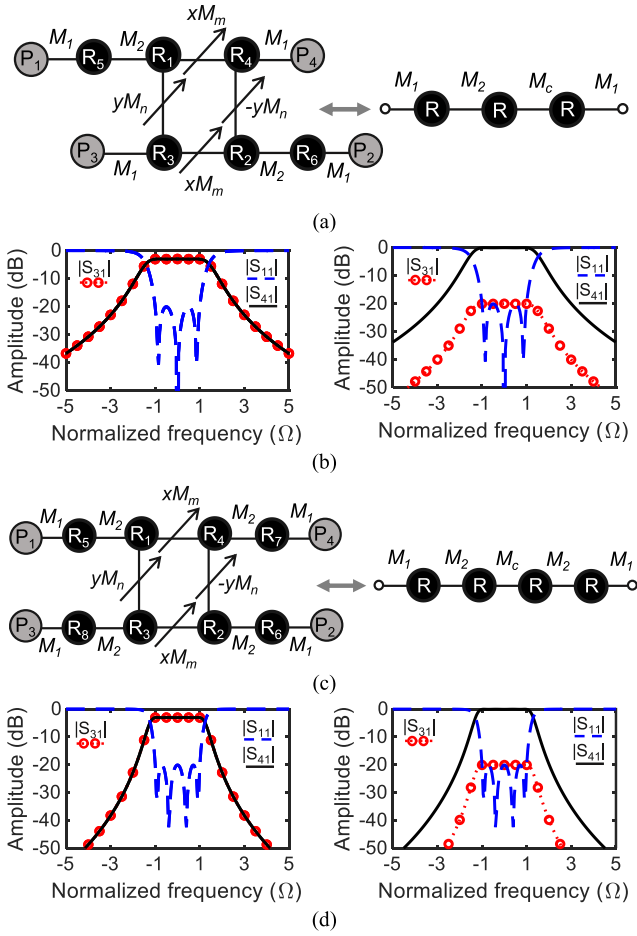 xMₘ
M₁ M₂ M₁
P₁ R₅ R₁ R₄ P₄
yMₙ -yMₙ
M₁ M₂ M_c M₁
R R R
P₃ R₃ R₂ R₆ P₂
M₁ xMₘ M₂ M₁
(a)
|S₃₁| |S₁₁| |S₄₁|
Amplitude (dB)
0 -10 -20 -30 -40 -50
-5 -3 -1 1 3 5
Normalized frequency (Ω)
|S₃₁| |S₁₁| |S₄₁|
Amplitude (dB)
0 -10 -20 -30 -40 -50
-5 -3 -1 1 3 5
Normalized frequency (Ω)
(b)
xMₘ
M₁ M₂ M₂ M₁
P₁ R₅ R₁ R₄ R₇ P₄
yMₙ -yMₙ
M₁ M₂ M_c M₂ M₁
R R R R
P₃ R₈ R₃ R₂ R₆ P₂
M₁ M₂ xMₘ M₂ M₁
(c)
|S₃₁| |S₁₁| |S₄₁|
Amplitude (dB)
0 -10 -20 -30 -40 -50
-5 -3 -1 1 3 5
Normalized frequency (Ω)
|S₃₁| |S₁₁| |S₄₁|
Amplitude (dB)
0 -10 -20 -30 -40 -50
-5 -3 -1 1 3 5
Normalized frequency (Ω)
(d)